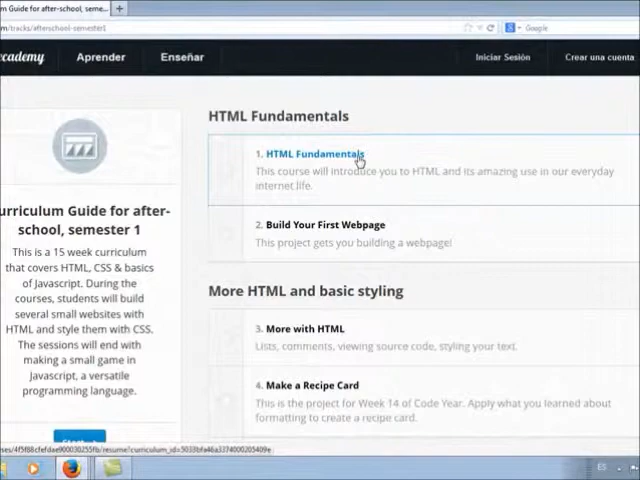 um Guide for after-school, seme...
m/tracks/afterschool-semester1
Google
ecademy
Aprender
Enseñar
Iniciar Sesión
Crear una cuenta
HTML Fundamentals
1. HTML Fundamentals
This course will introduce you to HTML and its amazing use in our everyday
internet life.
2. Build Your First Webpage
This project gets you building a webpage!
urriculum Guide for after-
school, semester 1
This is a 15 week curriculum
that covers HTML, CSS & basics
of Javascript. During the
courses, students will build
several small websites with
HTML and style them with CSS.
The sessions will end with
making a small game in
Javascript, a versatile
programming language.
More HTML and basic styling
3. More with HTML
Lists, comments, viewing source code, styling your text.
4. Make a Recipe Card
This is the project for Week 14 of Code Year. Apply what you learned about
formatting to create a recipe card.
Start
ES